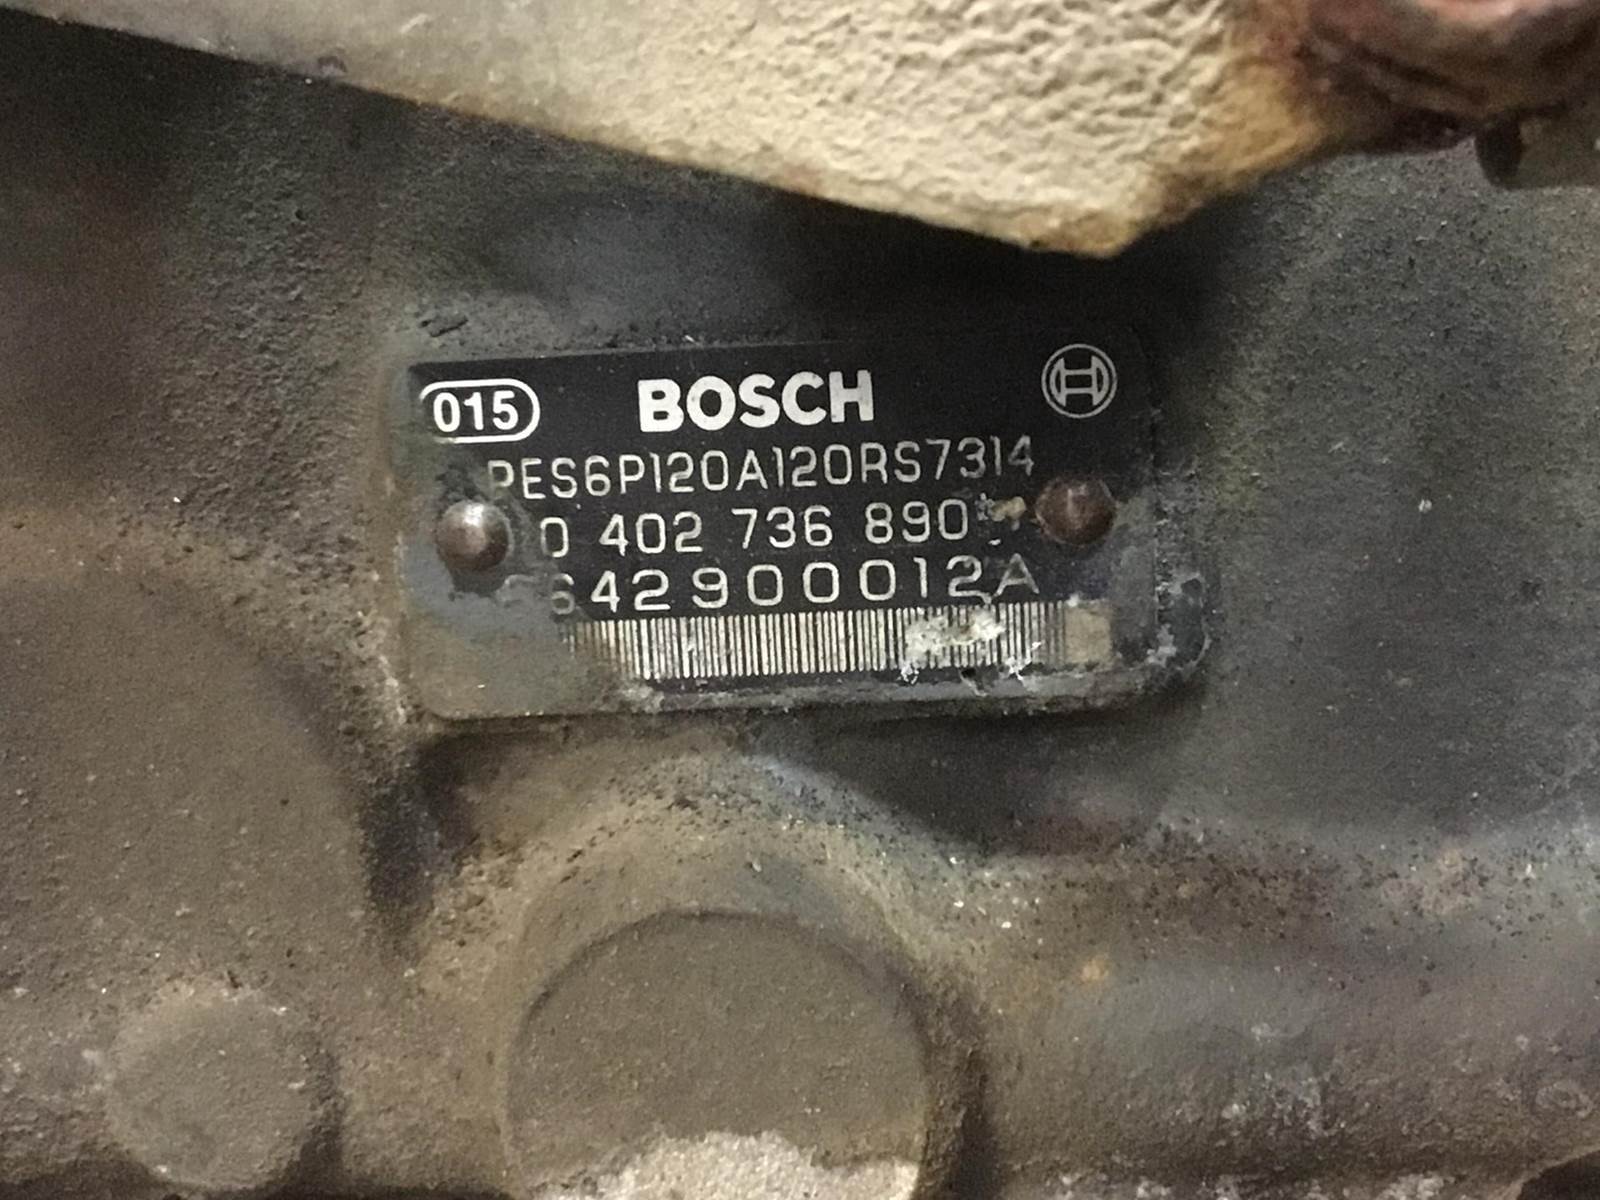 015 BOSCH
PES6P120A120RS7314
0 402 736 890
642900012A